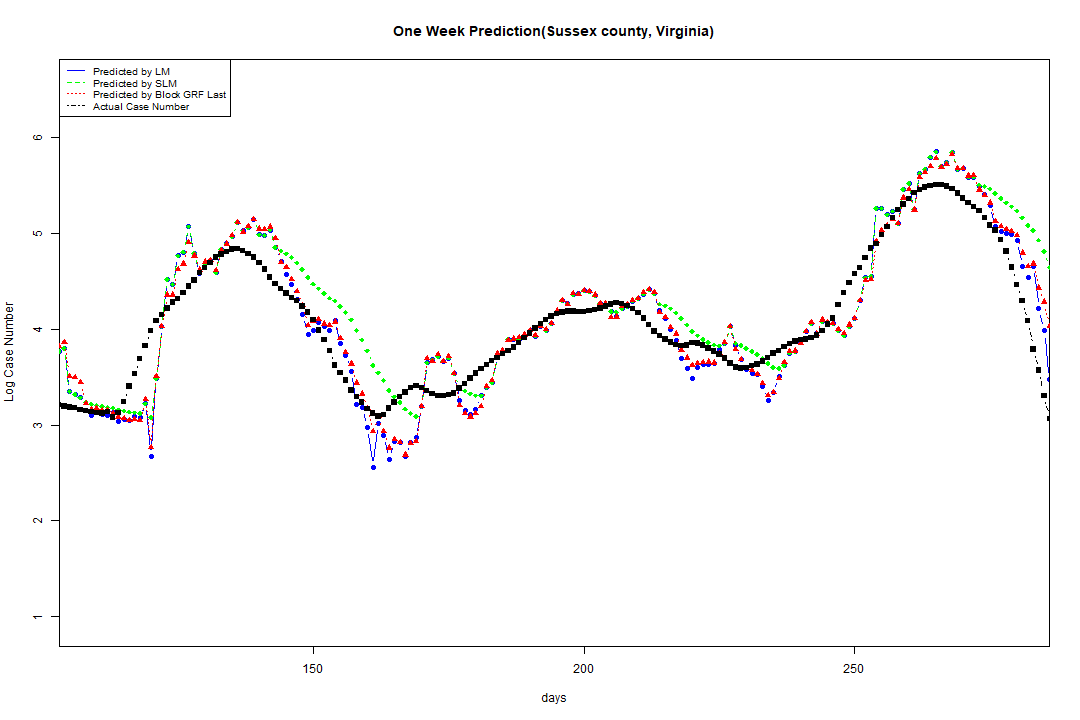 One Week Prediction(Sussex county, Virginia)
Predicted by LM
Predicted by SLM
Predicted by Block GRF Last
Actual Case Number
6
5
4
3
2
1
Log Case Number
150
200
250
days